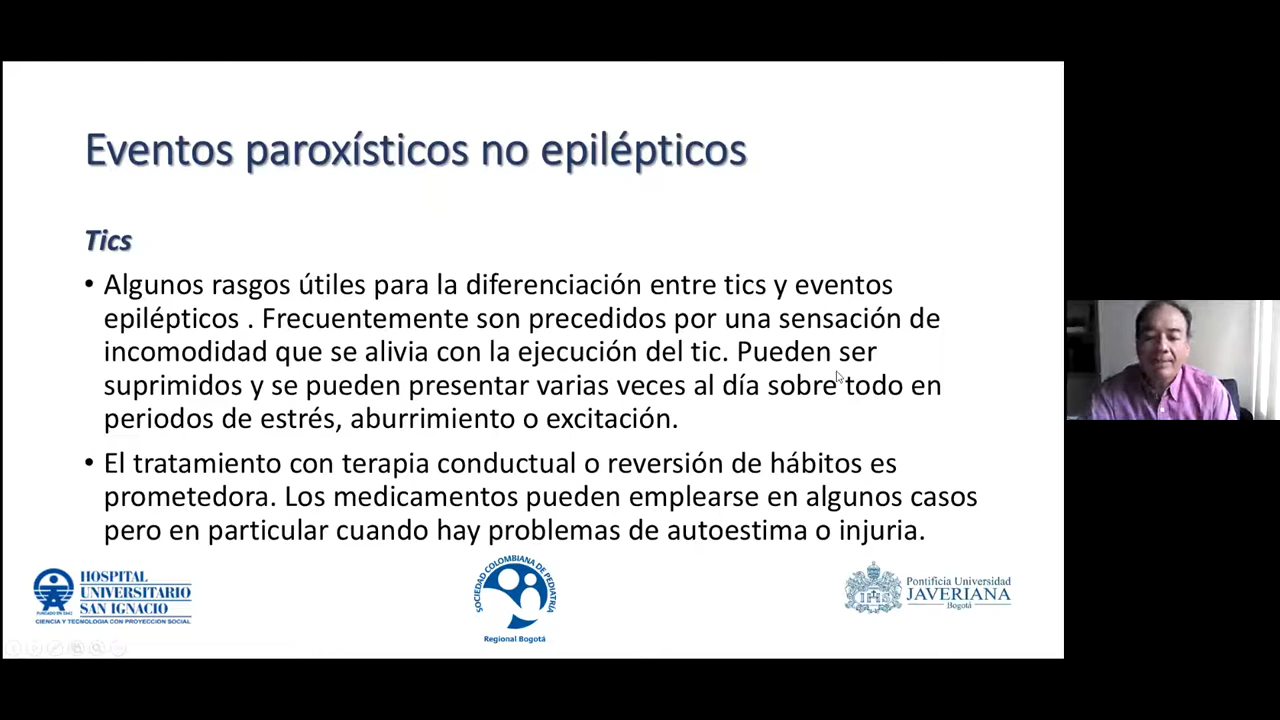 Eventos paroxísticos no epilépticos
Tics
• Algunos rasgos útiles para la diferenciación entre tics y eventos
epilépticos . Frecuentemente son precedidos por una sensación de
incomodidad que se alivia con la ejecución del tic. Pueden ser
suprimidos y se pueden presentar varias veces al día sobre todo en
periodos de estrés, aburrimiento o excitación.
• El tratamiento con terapia conductual o reversión de hábitos es
prometedora. Los medicamentos pueden emplearse en algunos casos
pero en particular cuando hay problemas de autoestima o injuria.
HOSPITAL
UNIVERSITARIO
SAN IGNACIO
CIENCIA Y TECNOLOGIA CON PROYECCION SOCIAL
SOCIEDAD COLOMBIANA DE PEDIATRÍA
Regional Bogotá
Pontificia Universidad
JAVERIANA
Bogotá